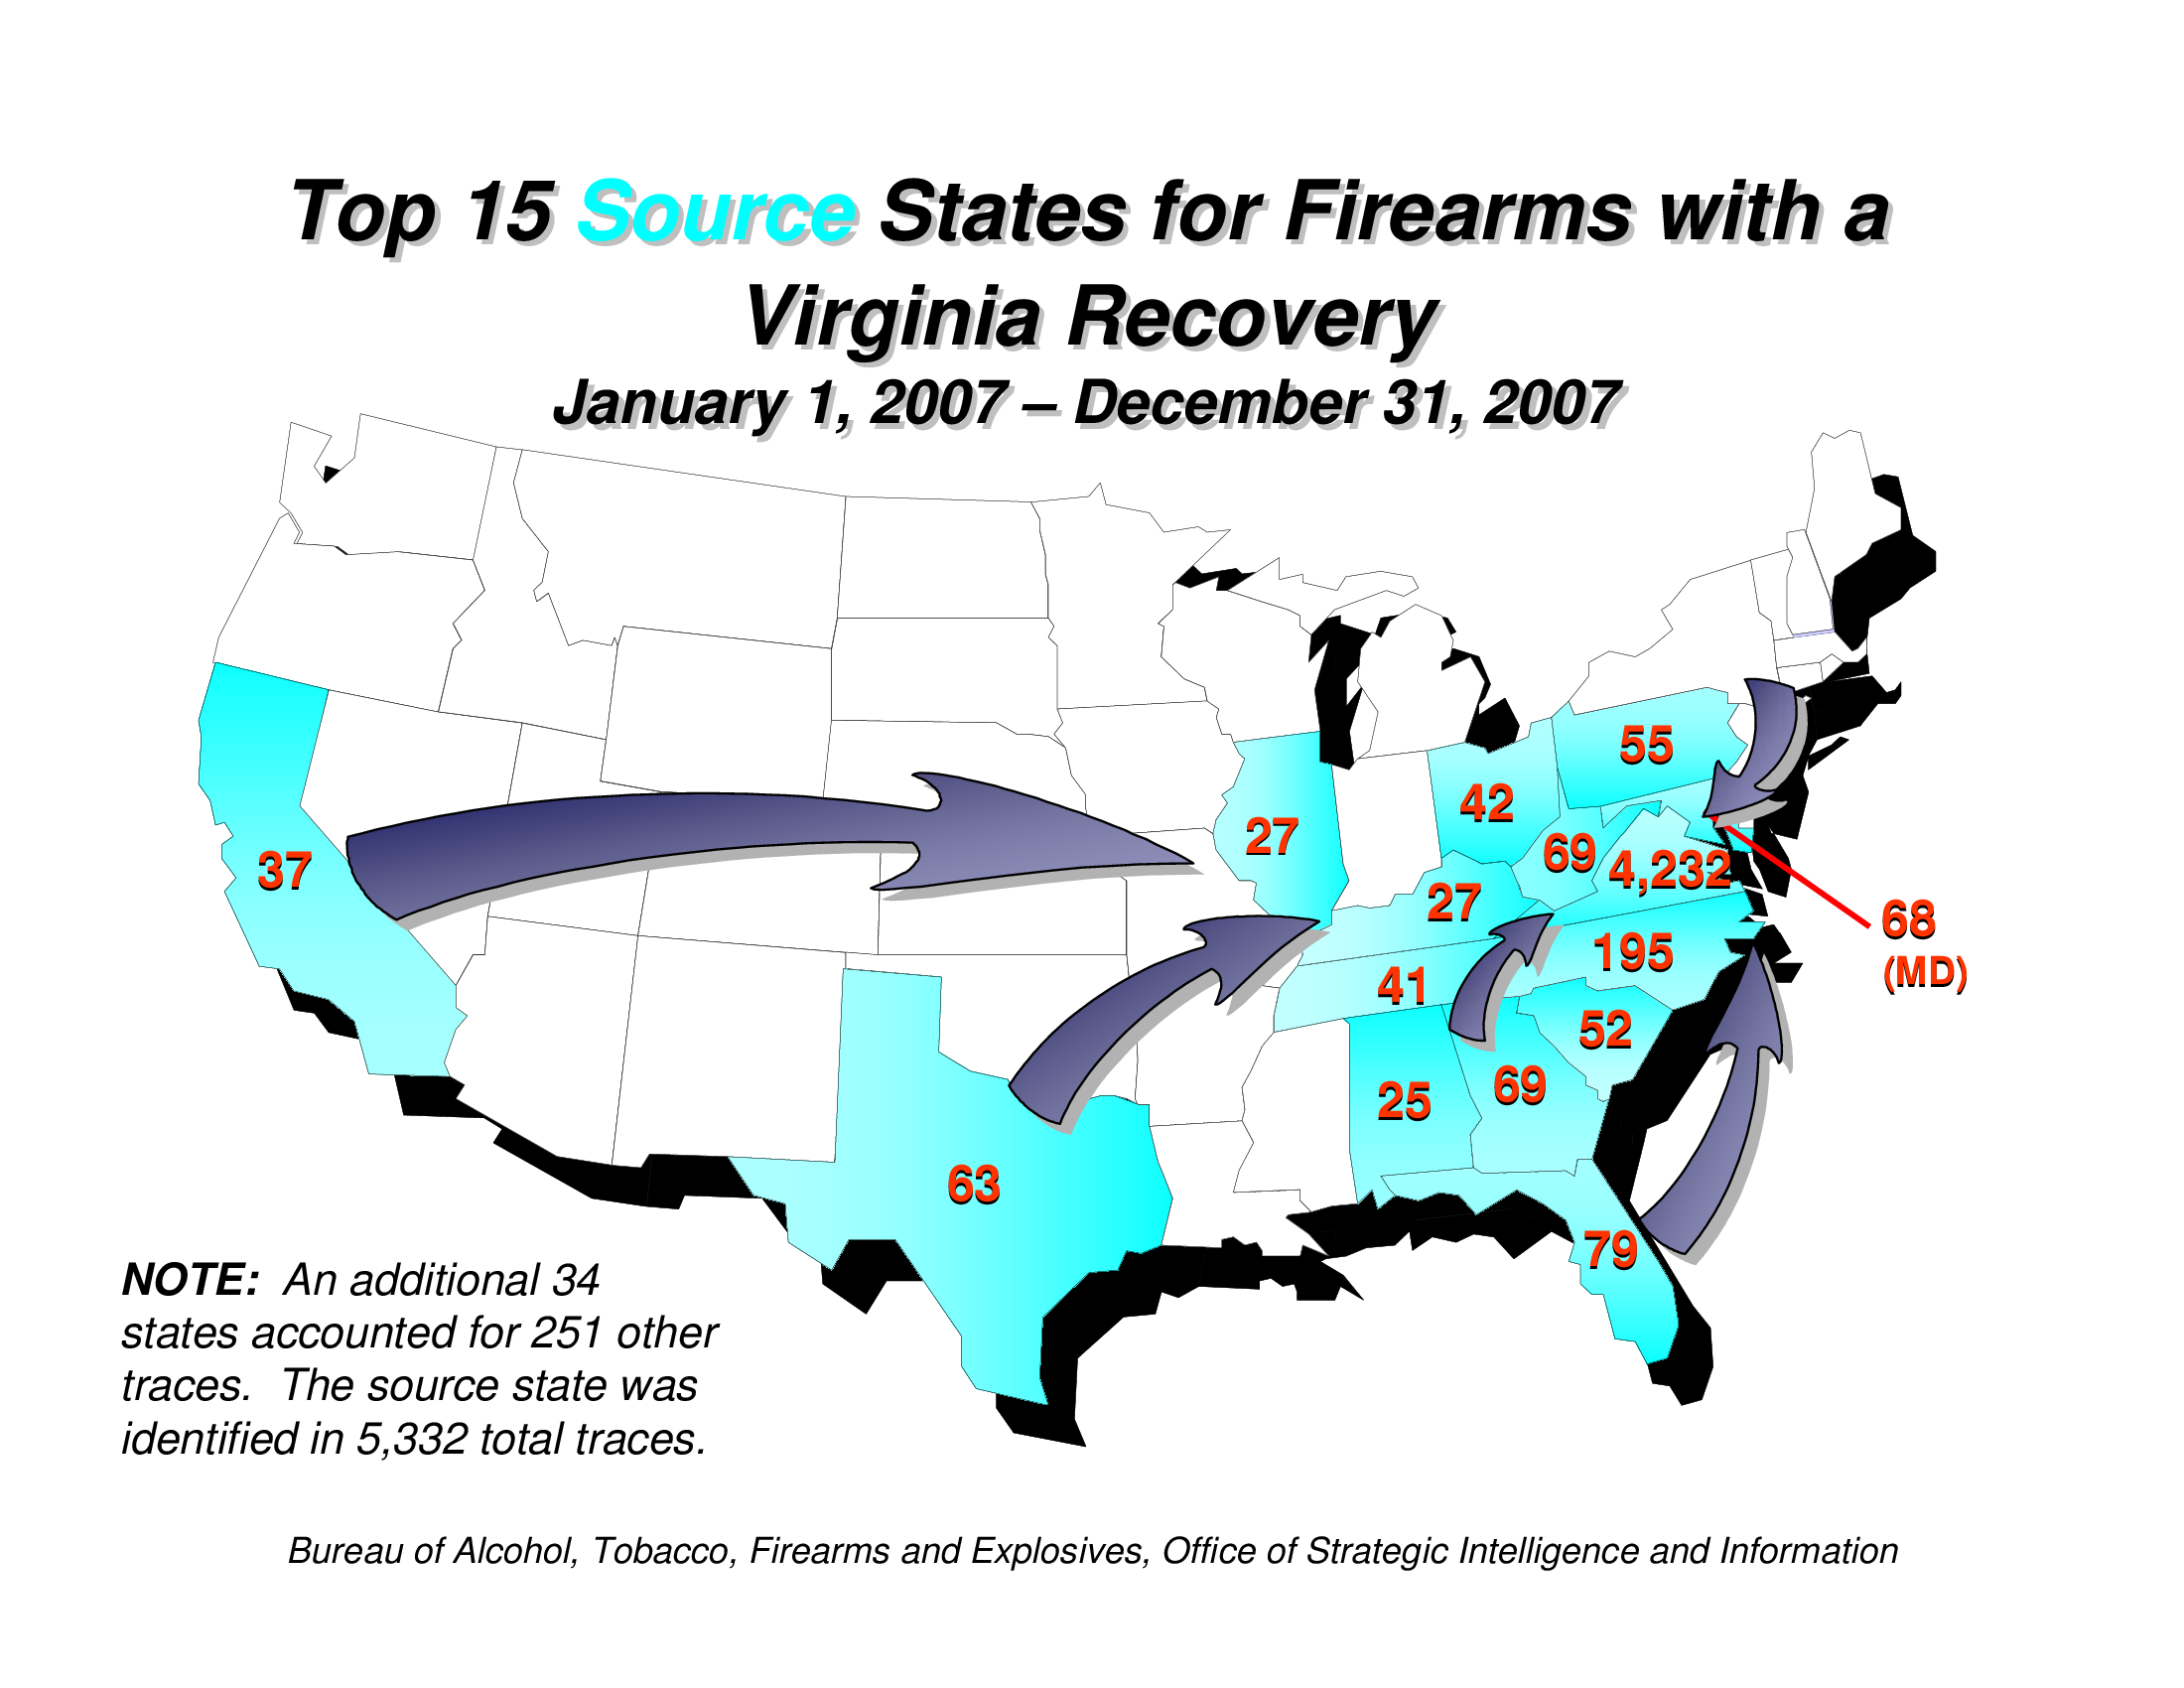 Top 15 Source States for Firearms with a
Virginia Recovery
January 1, 2007 – December 31, 2007
55
42
27
69
4,232
37
27
68
(MD)
195
41
52
69
25
63
79
NOTE: An additional 34
states accounted for 251 other
traces. The source state was
identified in 5,332 total traces.
Bureau of Alcohol, Tobacco, Firearms and Explosives, Office of Strategic Intelligence and Information